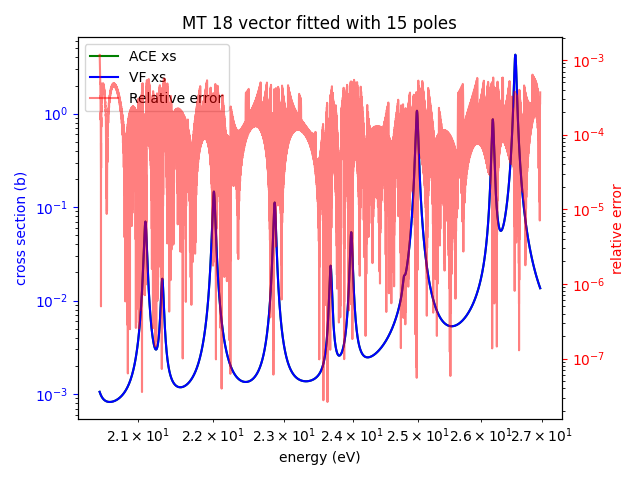 MT 18 vector fitted with 15 poles
ACE xs
VF xs
Relative error
10⁰
10⁻¹
10⁻²
10⁻³
cross section (b)
10⁻³
10⁻⁴
10⁻⁵
10⁻⁶
10⁻⁷
relative error
2.1 × 10¹ 2.2 × 10¹ 2.3 × 10¹ 2.4 × 10¹ 2.5 × 10¹ 2.6 × 10¹ 2.7 × 10¹
energy (eV)